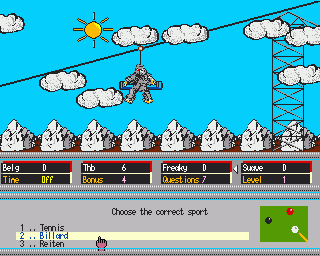 Belg 0 Thb 6 Freaky 0 Suave 0
Time Off Bonus 4 Questions 7 Level 1
Choose the correct sport
1 .. Tennis
2 .. Billard
3 .. Reiten